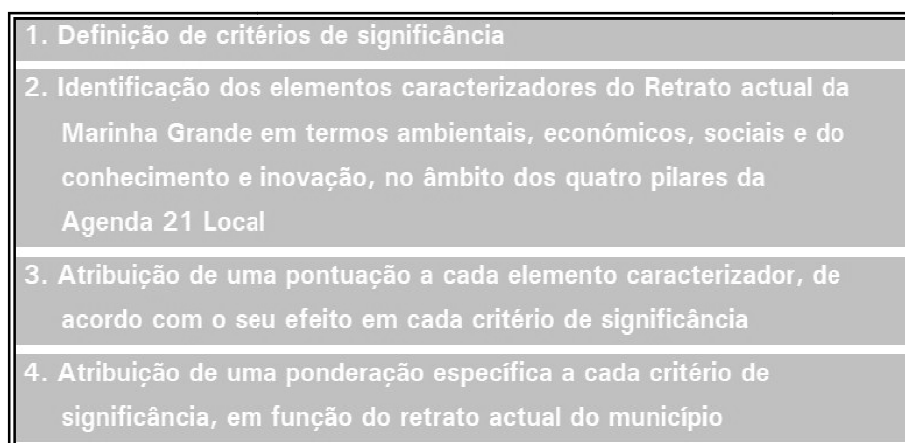 1. Definição de critérios de significância
2. Identificação dos elementos caracterizadores do Retrato actual da
Marinha Grande em termos ambientais, económicos, sociais e do
conhecimento e inovação, no âmbito dos quatro pilares da
Agenda 21 Local
3. Atribuição de uma pontuação a cada elemento caracterizador, de
acordo com o seu efeito em cada critério de significância
4. Atribuição de uma ponderação específica a cada critério de
significância, em função do retrato actual do município